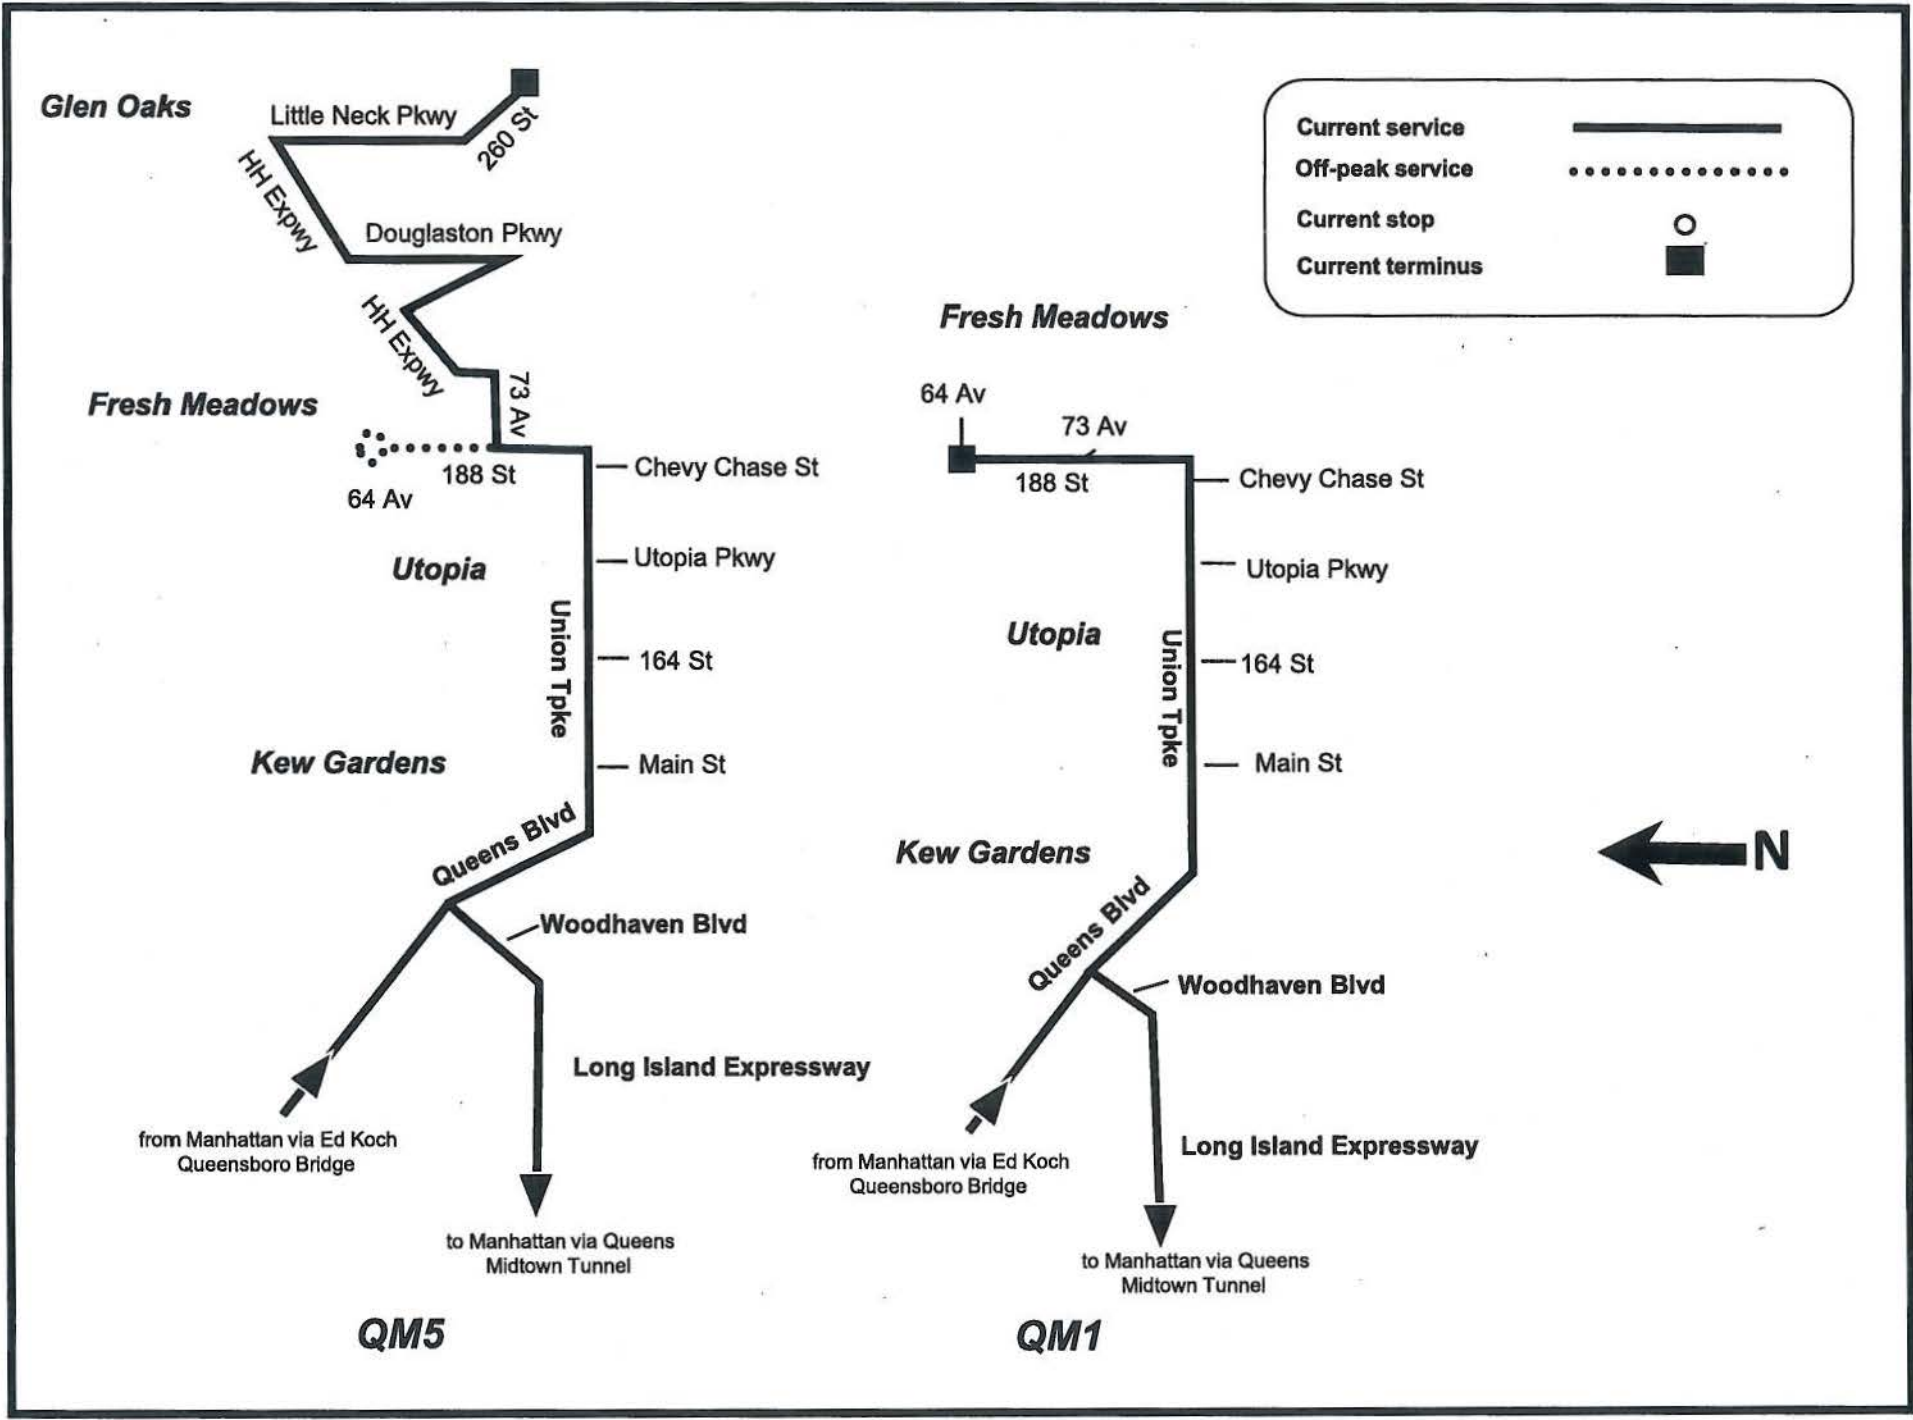 Glen Oaks
Little Neck Pkwy
260 St
HH Expwy
Douglaston Pkwy
HH Expwy
73 Av
Fresh Meadows
188 St
64 Av
Chevy Chase St
Utopia
Utopia Pkwy
Union Tpke
164 St
Kew Gardens
Main St
Queens Blvd
Woodhaven Blvd
Long Island Expressway
from Manhattan via Ed Koch
Queensboro Bridge
to Manhattan via Queens
Midtown Tunnel
QM5
Current service
Off-peak service
Current stop
Current terminus
Fresh Meadows
64 Av
73 Av
188 St
Chevy Chase St
Utopia Pkwy
Utopia
Union Tpke
164 St
Main St
Kew Gardens
Queens Blvd
Woodhaven Blvd
Long Island Expressway
from Manhattan via Ed Koch
Queensboro Bridge
to Manhattan via Queens
Midtown Tunnel
QM1
N